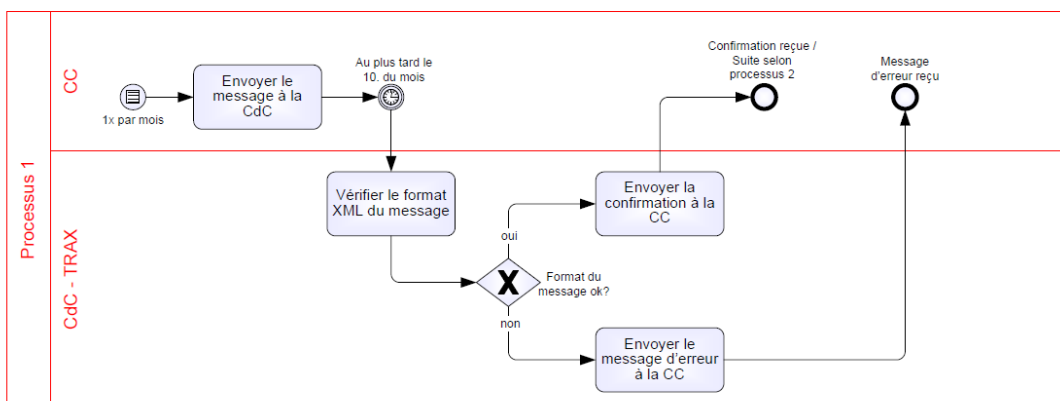 Processus 1
CC
1x par mois
Envoyer le
message à la
CdC
Au plus tard le
10. du mois
Confirmation reçue /
Suite selon
processus 2
Message
d'erreur reçu
CdC - TRAX
Vérifier le format
XML du message
Format du
message ok?
oui
Envoyer la
confirmation à la
CC
non
Envoyer le
message d'erreur
à la CC